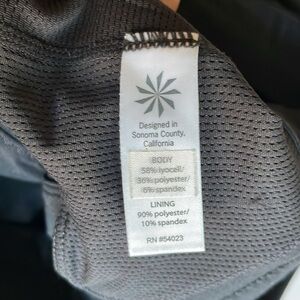 Designed in
Sonoma County,
California
BODY
58% lyocell/
36% polyester/
6% spandex
LINING
90% polyester/
10% spandex
RN #54023